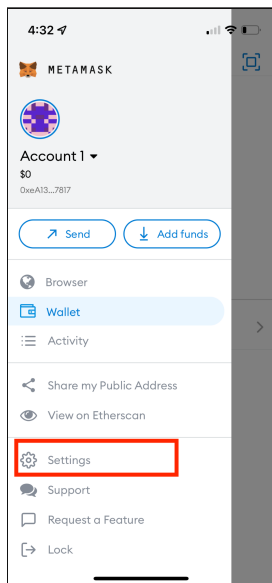 4:32
METAMASK
Account 1
$0
0xeA13...7817
Send
Add funds
Browser
Wallet
Activity
Share my Public Address
View on Etherscan
Settings
Support
Request a Feature
Lock